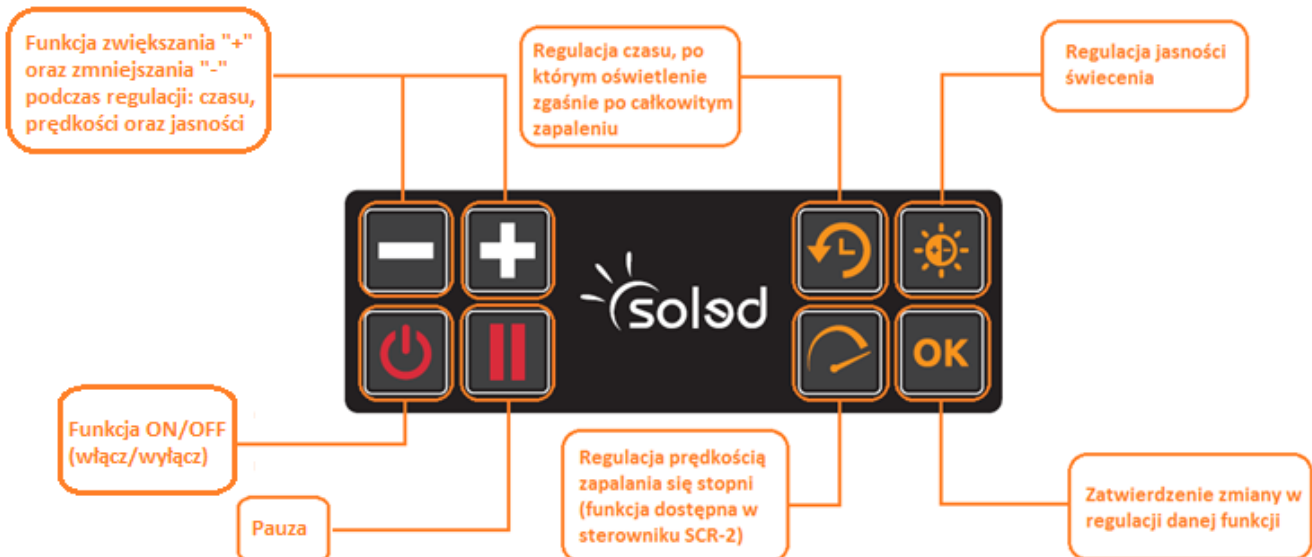 Funkcja zwiększania "+"
oraz zmniejszania "-"
podczas regulacji: czasu,
prędkości oraz jasności
Regulacja czasu, po
którym oświetlenie
zgaśnie po całkowitym
zapaleniu
Regulacja jasności
świecenia
soled
OK
Funkcja ON/OFF
(włącz/wyłącz)
Pauza
Regulacja prędkością
zapalania się stopni
(funkcja dostępna w
sterowniku SCR-2)
Zatwierdzenie zmiany w
regulacji danej funkcji